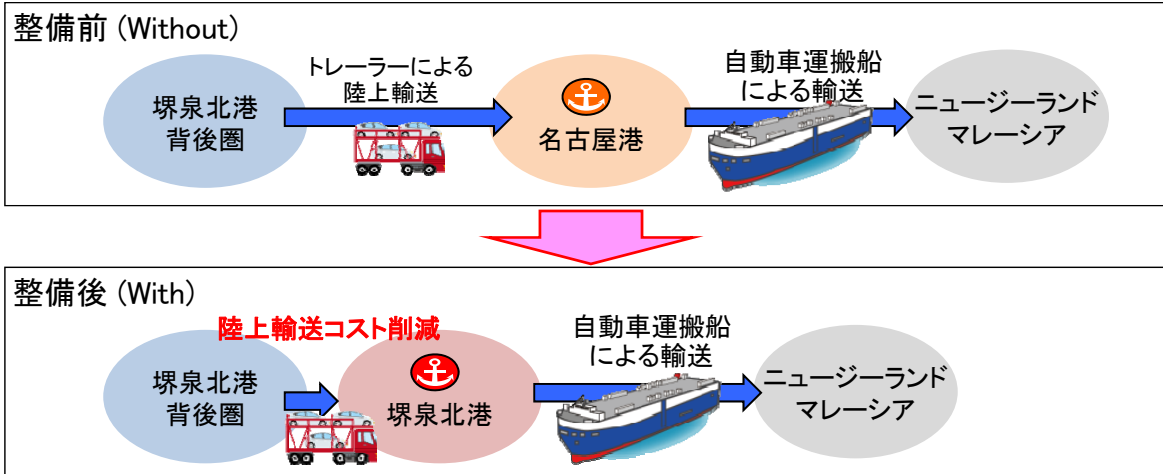 整備前 (Without)
堺泉北港
背後圏
トレーラーによる
陸上輸送
名古屋港
自動車運搬船
による輸送
ニュージーランド
マレーシア
整備後 (With)
陸上輸送コスト削減
堺泉北港
背後圏
堺泉北港
自動車運搬船
による輸送
ニュージーランド
マレーシア